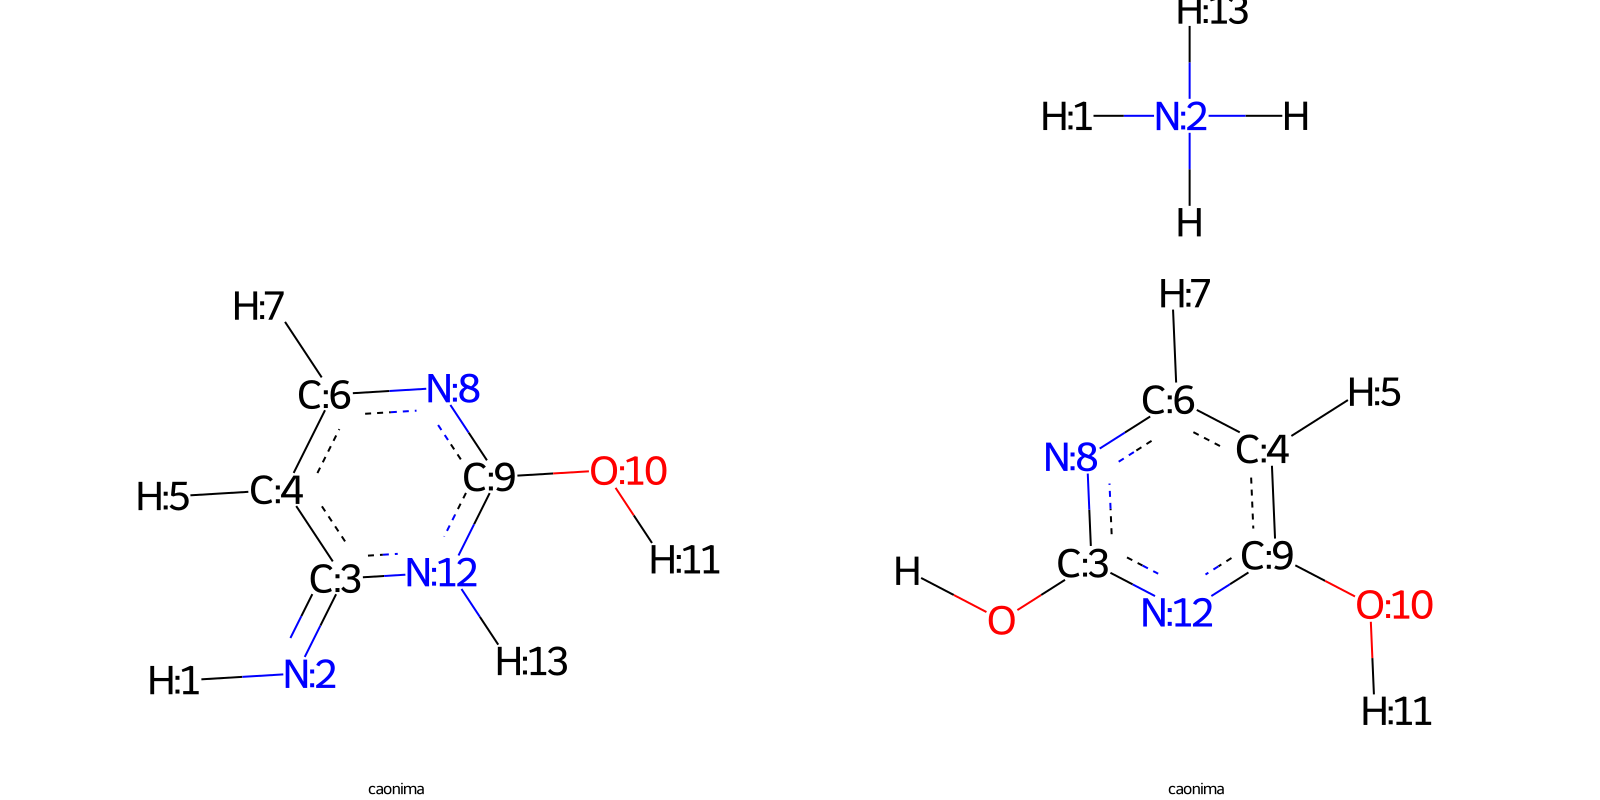 H:13
H:1 N:2 H
H
H:7 H:7
C:6 N:8 C:6 H:5
N:8 C:4
H:5 C:4 C:9 O:10
H:11 H C:3 C:9
C:3 N:12 O N:12 O:10
H:1 N:2 H:13
H:11
caonima caonima